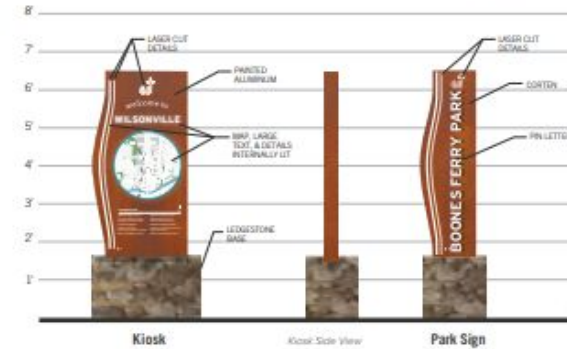 8'
7'
6'
5'
4'
3'
2'
1'
LASER CUT
DETAILS
PAINTED
ALUMINUM
MAP, LARGE
TEXT, & DETAILS
INTERNALLY LIT
LEDGESTONE
BASE
welcome to
WILSONVILLE
Kiosk
Kiosk Side View
LASER CUT
DETAILS
CORTEN
PIN LETTE
BOONES FERRY PARK
Park Sign